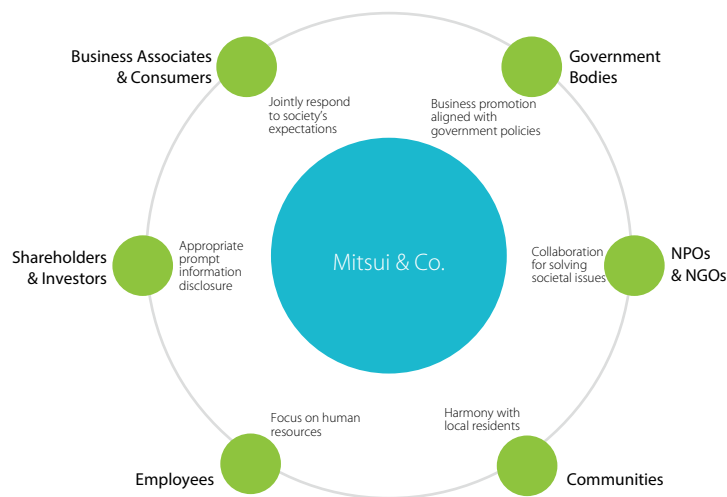 Business Associates
& Consumers
Government
Bodies
Jointly respond
to society's
expectations
Business promotion
aligned with
government policies
Shareholders
& Investors
Appropriate
prompt
information
disclosure
Mitsui & Co.
Collaboration
for solving
societal issues
NPOs
& NGOs
Focus on human
resources
Harmony with
local residents
Employees
Communities